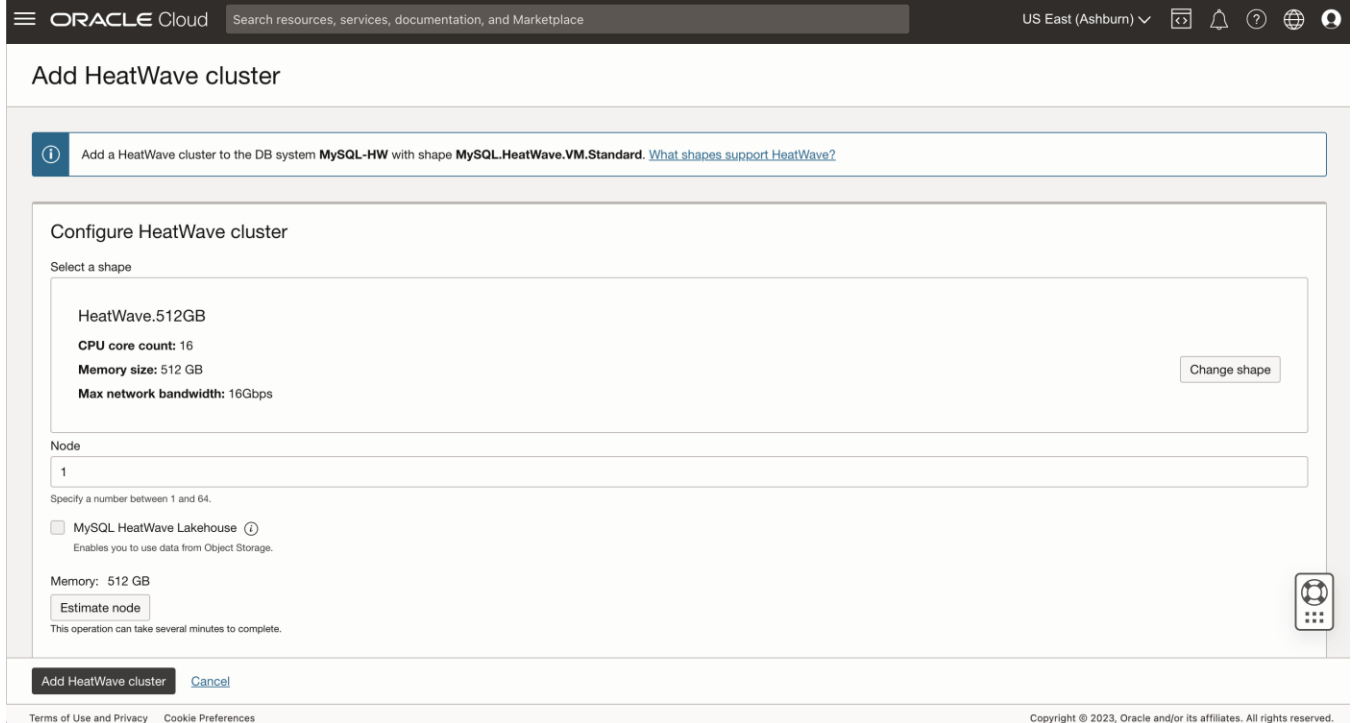 ORACLE Cloud Search resources, services, documentation, and Marketplace US East (Ashburn)
Add HeatWave cluster
Add a HeatWave cluster to the DB system MySQL-HW with shape MySQL.HeatWave.VM.Standard. What shapes support HeatWave?
Configure HeatWave cluster
Select a shape
HeatWave.512GB
CPU core count: 16
Memory size: 512 GB
Max network bandwidth: 16Gbps
Change shape
Node
1
Specify a number between 1 and 64.
MySQL HeatWave Lakehouse
Enables you to use data from Object Storage.
Memory: 512 GB
Estimate node
This operation can take several minutes to complete.
Add HeatWave cluster Cancel
Terms of Use and Privacy Cookie Preferences Copyright © 2023, Oracle and/or its affiliates. All rights reserved.